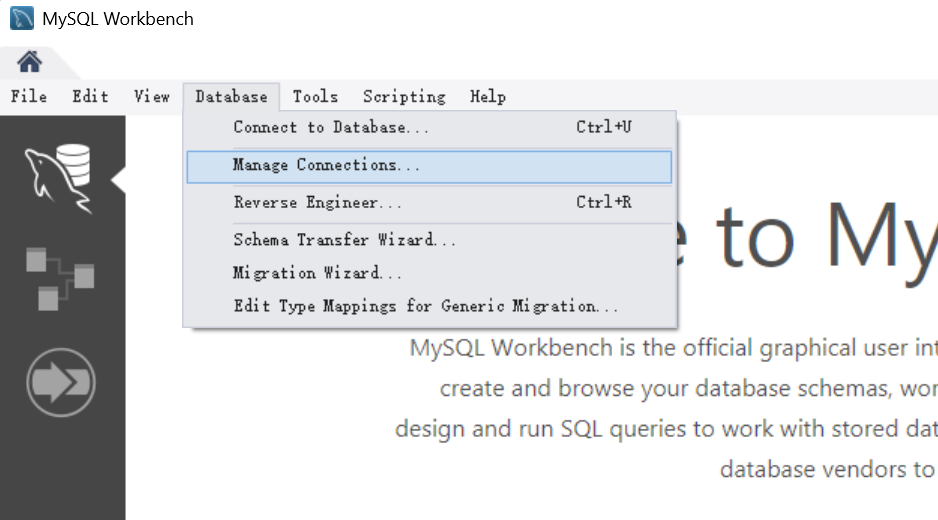 MySQL Workbench
File Edit View Database Tools Scripting Help
Connect to Database... Ctrl+U
Manage Connections...
Reverse Engineer... Ctrl+R
Schema Transfer Wizard...
Migration Wizard...
Edit Type Mappings for Generic Migration...
e to My
MySQL Workbench is the official graphical user int
create and browse your database schemas, wor
design and run SQL queries to work with stored dat
database vendors to